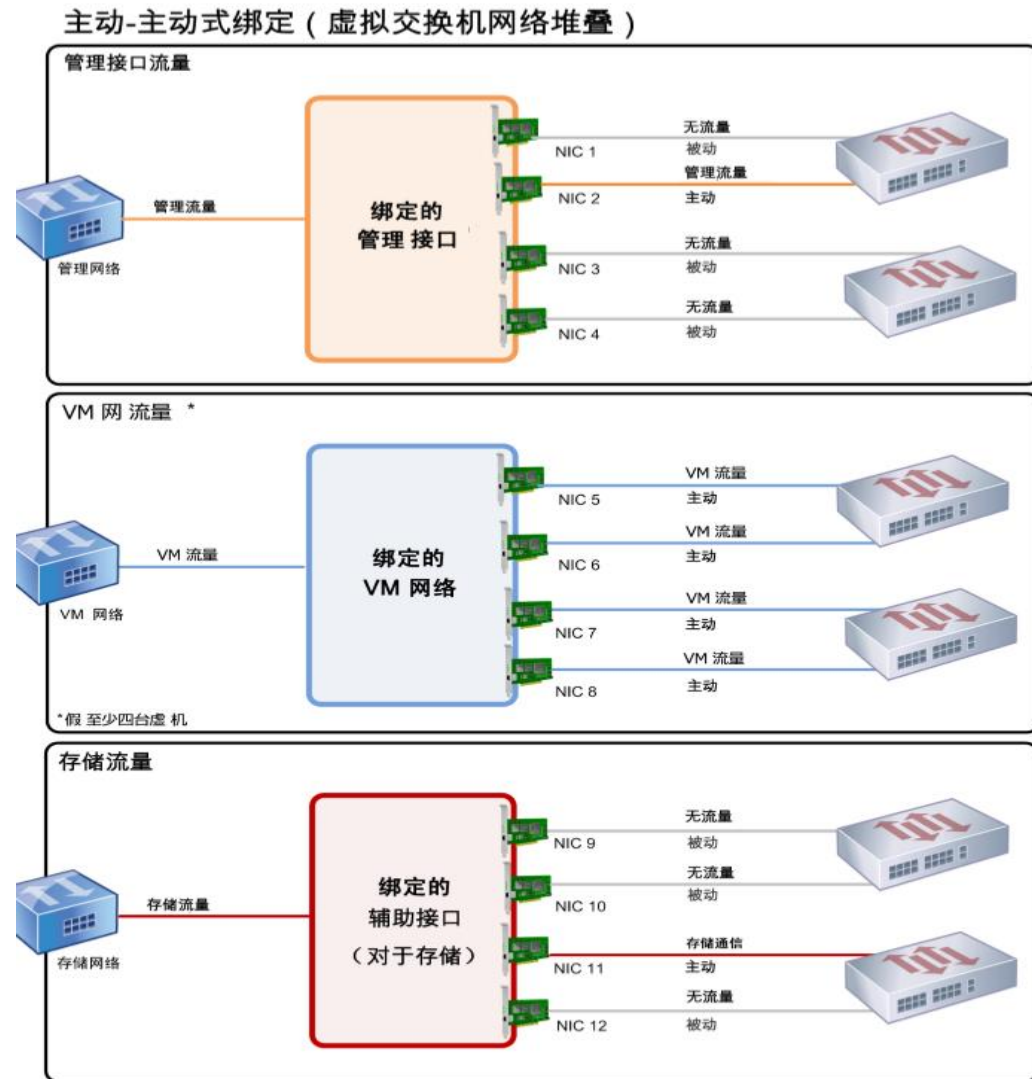 主动-主动式绑定（虚拟交换机网络堆叠）
管理接口流量
管理流量
管理网络
绑定的
管理 接口
NIC 1
无流量
被动
NIC 2
管理流量
主动
NIC 3
无流量
被动
NIC 4
无流量
被动
VM 网 流量 *
VM 流量
VM 网络
绑定的
VM 网络
NIC 5
VM 流量
主动
NIC 6
VM 流量
主动
NIC 7
VM 流量
主动
NIC 8
VM 流量
主动
*假 至少四台虚 机
存储流量
存储流量
存储网络
绑定的
辅助接口
（对于存储）
NIC 9
无流量
被动
NIC 10
无流量
被动
NIC 11
存储通信
主动
NIC 12
无流量
被动